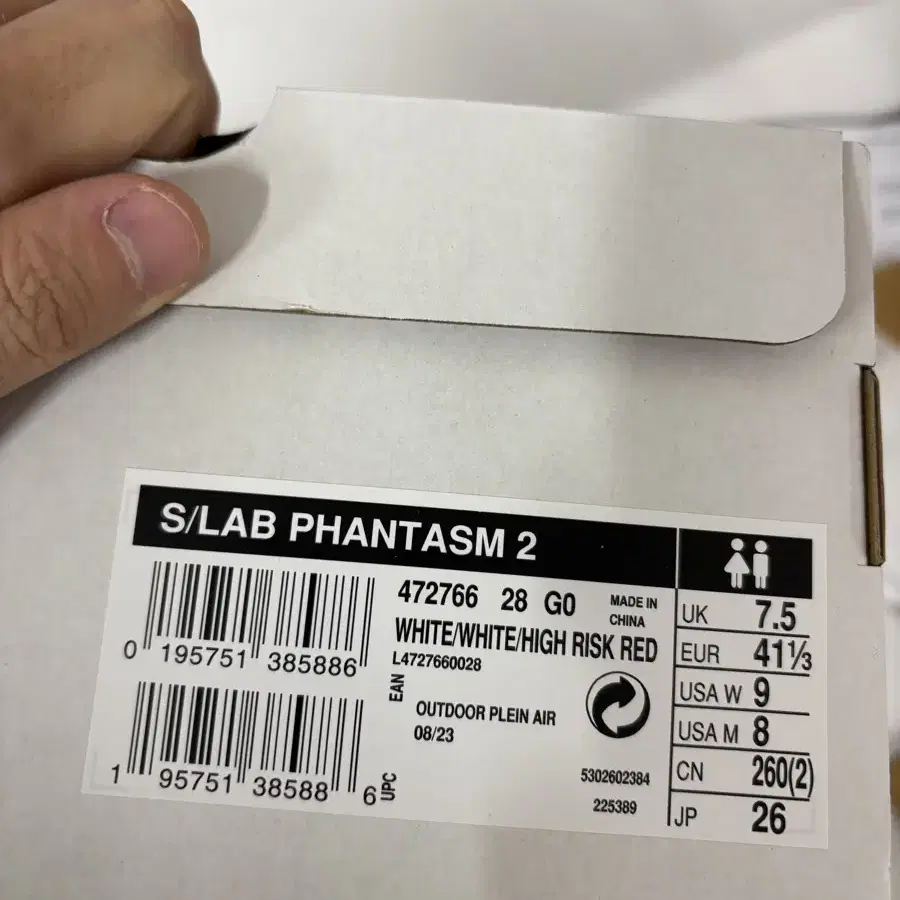 S/LAB PHANTASM 2
472766 28 G0
MADE IN
CHINA
WHITE/WHITE/HIGH RISK RED
L4727660028
0 195751 385886
EAN
OUTDOOR PLEIN AIR
08/23
1 95751 38588 6
UPC
5302602384
225389
UK 7.5
EUR 41⅓
USA W 9
USA M 8
CN 260(2)
JP 26